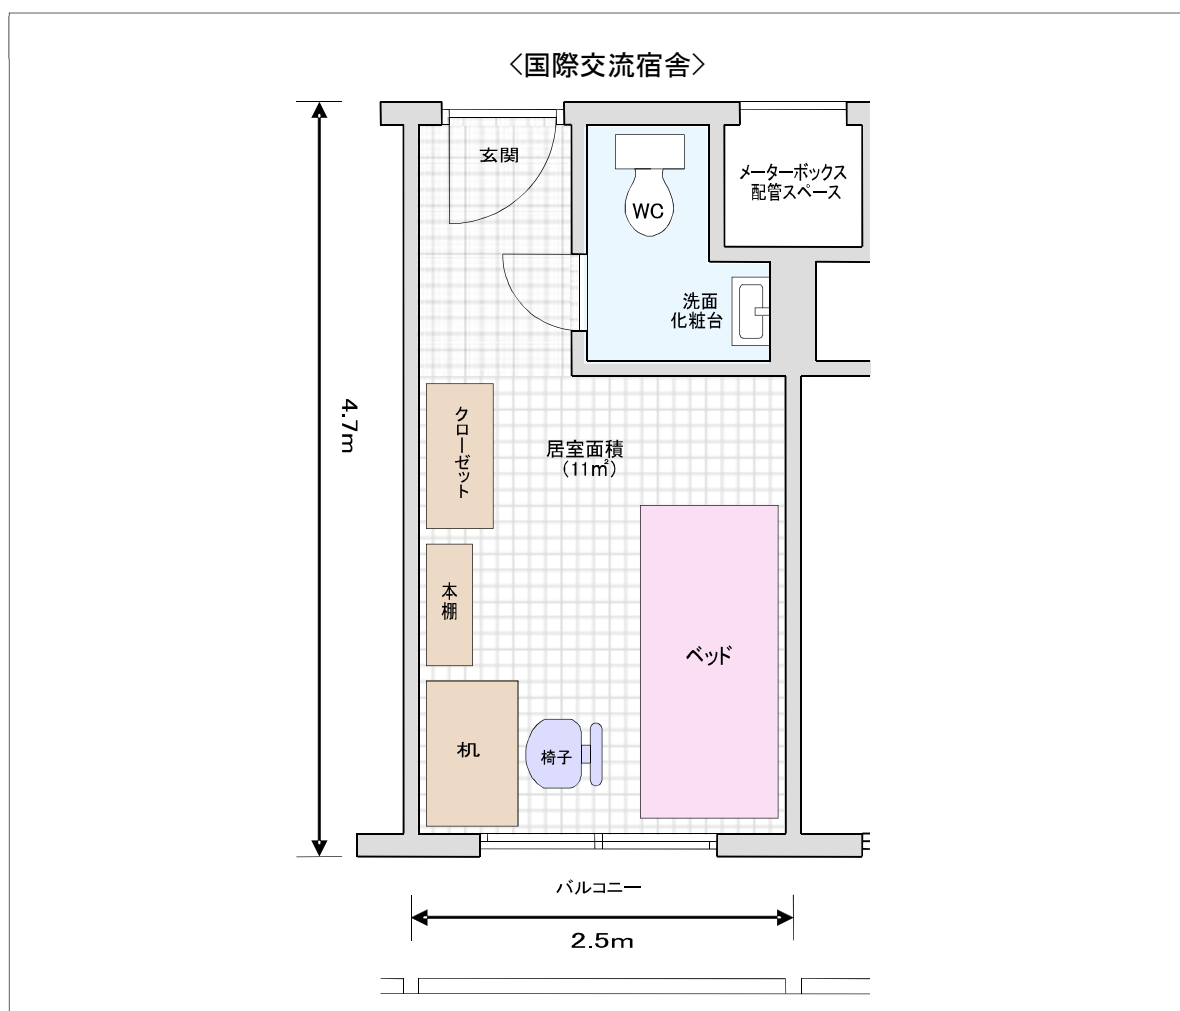 <国際交流宿舎>
玄関
WC
メーターボックス
配管スペース
洗面
化粧台
4.7m
クローゼット
居室面積
(11㎡)
本棚
ベッド
机
椅子
バルコニー
2.5m